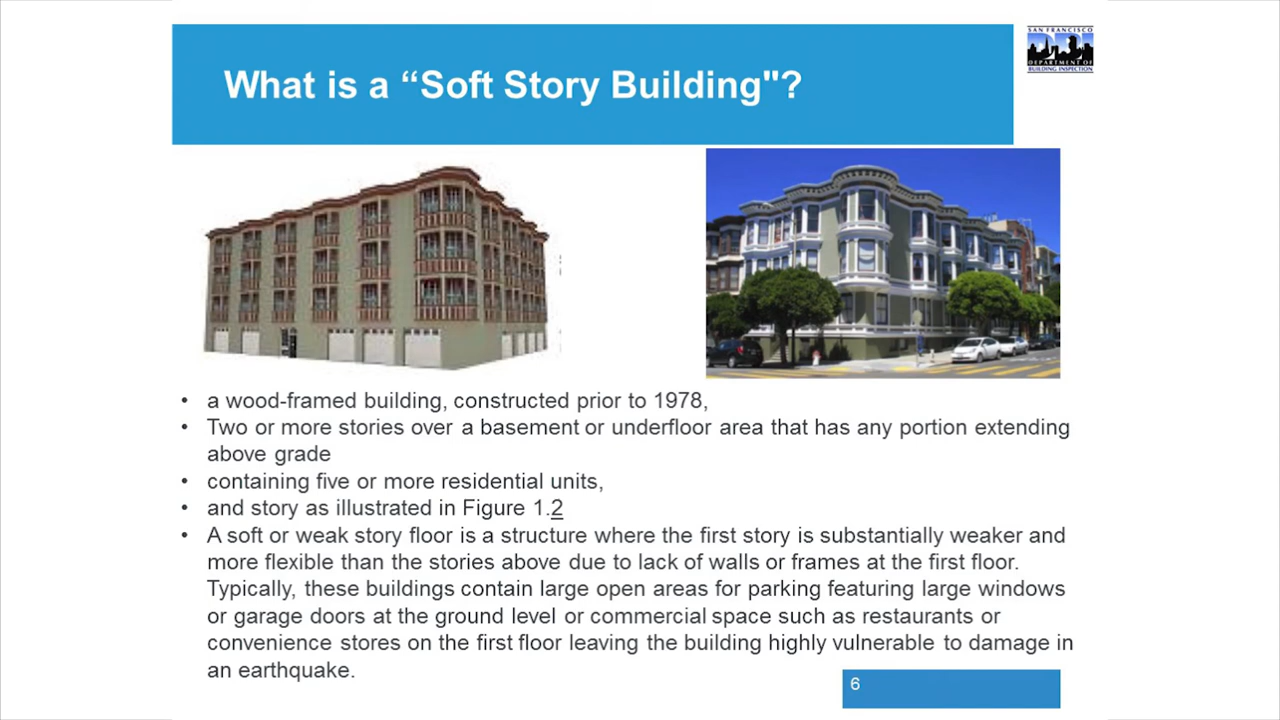 What is a “Soft Story Building"?
SAN FRANCISCO
DEPARTMENT OF
BUILDING INSPECTION
• a wood-framed building, constructed prior to 1978,
• Two or more stories over a basement or underfloor area that has any portion extending
above grade
• containing five or more residential units,
• and story as illustrated in Figure 1.2
• A soft or weak story floor is a structure where the first story is substantially weaker and
more flexible than the stories above due to lack of walls or frames at the first floor.
Typically, these buildings contain large open areas for parking featuring large windows
or garage doors at the ground level or commercial space such as restaurants or
convenience stores on the first floor leaving the building highly vulnerable to damage in
an earthquake.
6